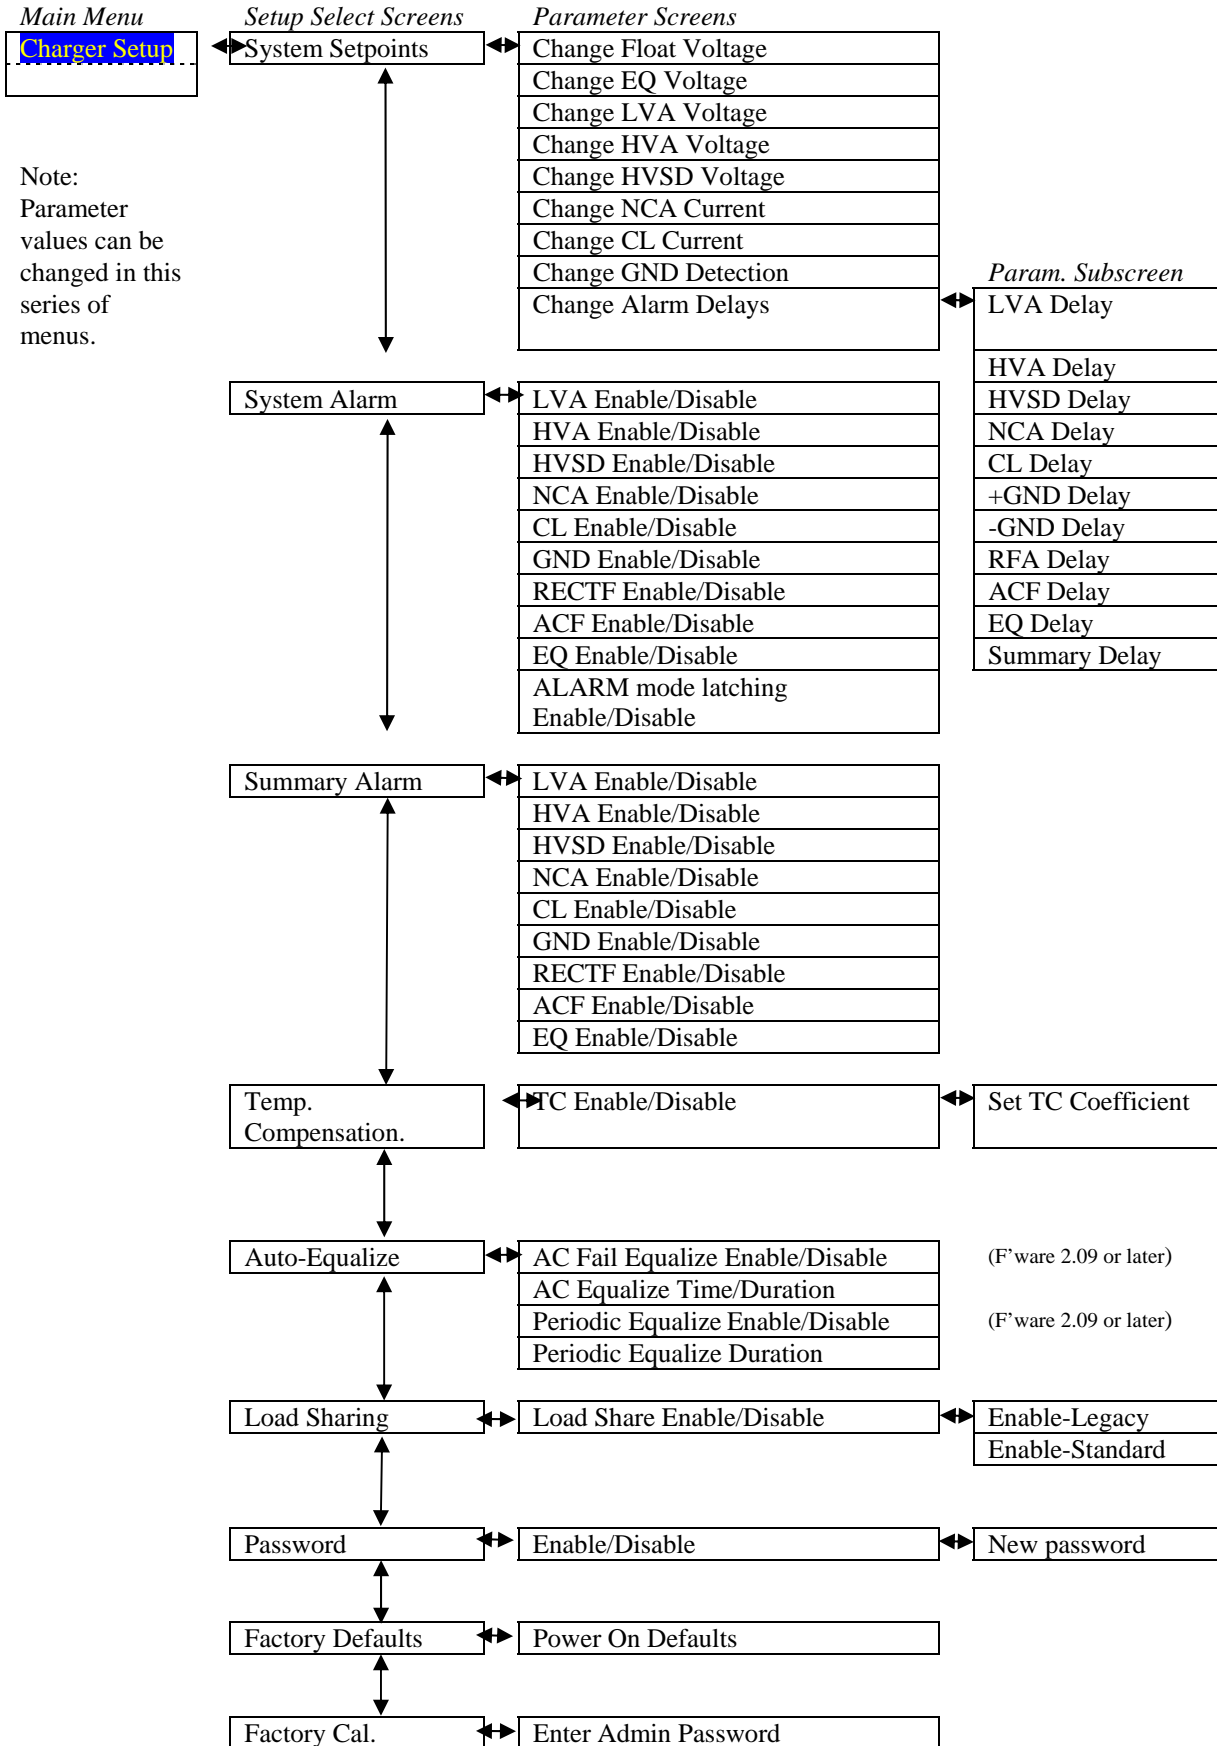 Main Menu
Setup Select Screens
Parameter Screens
Charger Setup
System Setpoints
Change Float Voltage
Change EQ Voltage
Change LVA Voltage
Change HVA Voltage
Note:
Change HVSD Voltage
Parameter
Change NCA Current
values can be
Change CL Current
changed in this
Change GND Detection
Param. Subscreen
series of
Change Alarm Delays
LVA Delay
menus.
HVA Delay
System Alarm
LVA Enable/Disable
HVSD Delay
HVA Enable/Disable
NCA Delay
HVSD Enable/Disable
CL Delay
NCA Enable/Disable
+GND Delay
CL Enable/Disable
-GND Delay
GND Enable/Disable
RFA Delay
RECTF Enable/Disable
ACF Delay
ACF Enable/Disable
EQ Delay
EQ Enable/Disable
Summary Delay
ALARM mode latching
Enable/Disable
Summary Alarm
LVA Enable/Disable
HVA Enable/Disable
HVSD Enable/Disable
NCA Enable/Disable
CL Enable/Disable
GND Enable/Disable
RECTF Enable/Disable
ACF Enable/Disable
EQ Enable/Disable
Temp.
Compensation.
TC Enable/Disable
Set TC Coefficient
Auto-Equalize
AC Fail Equalize Enable/Disable
(F'ware 2.09 or later)
AC Equalize Time/Duration
Periodic Equalize Enable/Disable
(F'ware 2.09 or later)
Periodic Equalize Duration
Load Sharing
Load Share Enable/Disable
Enable-Legacy
Enable-Standard
Password
Enable/Disable
New password
Factory Defaults
Power On Defaults
Factory Cal.
Enter Admin Password